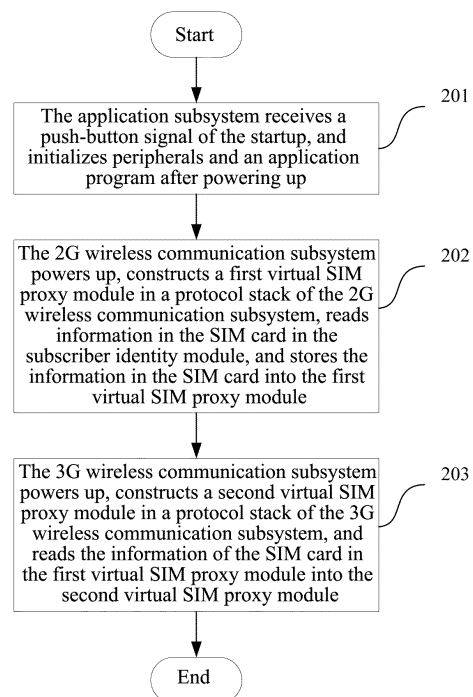 Start
201
The application subsystem receives a
push-button signal of the startup, and
initializes peripherals and an application
program after powering up
202
The 2G wireless communication subsystem
powers up, constructs a first virtual SIM
proxy module in a protocol stack of the 2G
wireless communication subsystem, reads
information in the SIM card in the
subscriber identity module, and stores the
information in the SIM card into the first
virtual SIM proxy module
203
The 3G wireless communication subsystem
powers up, constructs a second virtual SIM
proxy module in a protocol stack of the 3G
wireless communication subsystem, and
reads the information of the SIM card in
the first virtual SIM proxy module into the
second virtual SIM proxy module
End